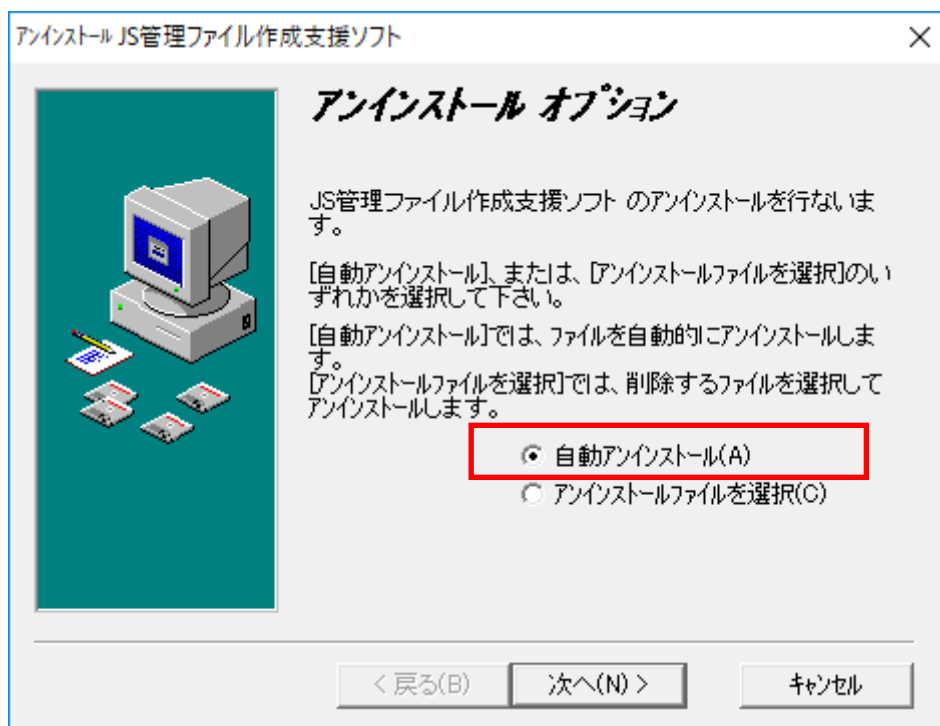 アンインストール JS管理ファイル作成支援ソフト
アンインストール オプション
JS管理ファイル作成支援ソフト のアンインストールを行ないま
す。
[自動アンインストール]、または、[アンインストールファイルを選択]のい
ずれかを選択して下さい。
[自動アンインストール]では、ファイルを自動的にアンインストールしま
す。
[アンインストールファイルを選択]では、削除するファイルを選択して
アンインストールします。
自動アンインストール(A)
アンインストールファイルを選択(C)
< 戻る(B)
次へ(N) >
キャンセル